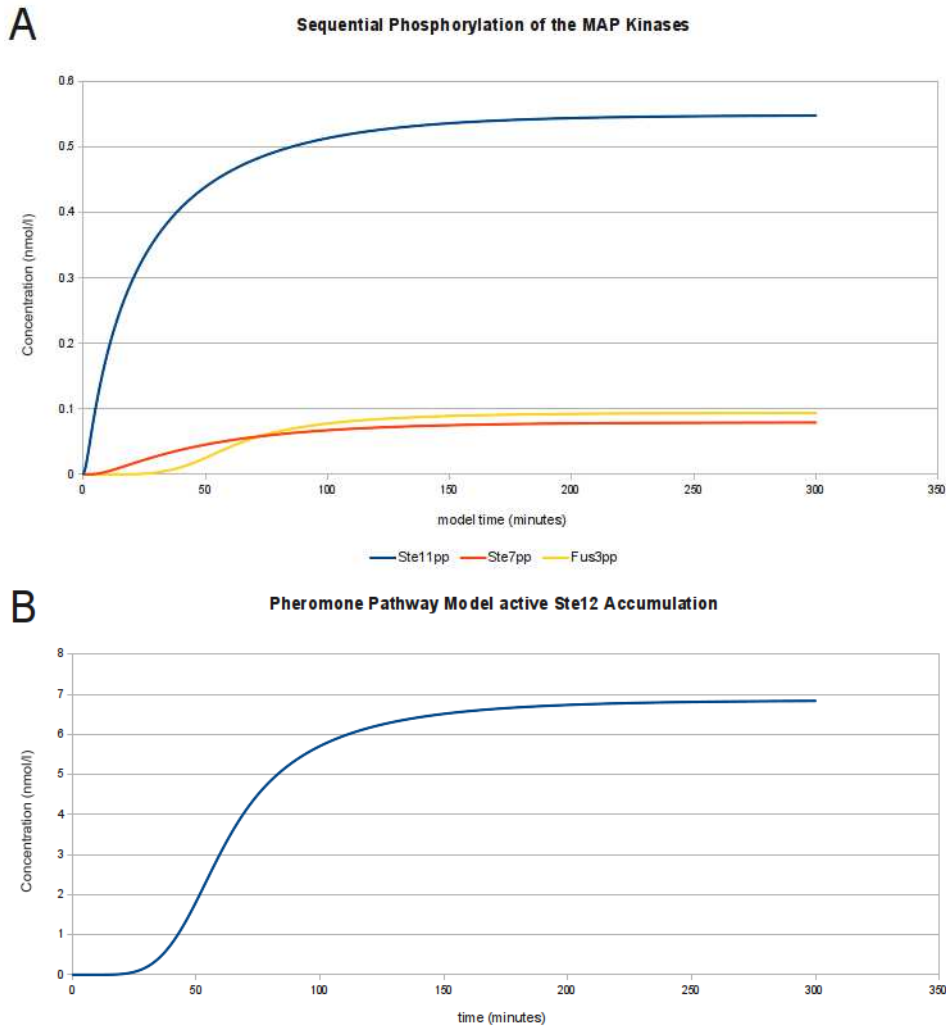 A
Sequential Phosphorylation of the MAP Kinases
0.6
0.5
0.4
0.3
0.2
0.1
0
Concentration (nmol/l)
0 50 100 150 200 250 300 350
model time (minutes)
Ste11pp Ste7pp Fus3pp
B
Pheromone Pathway Model active Ste12 Accumulation
8
7
6
5
4
3
2
1
0
Concentration (nmol/l)
0 50 100 150 200 250 300 350
time (minutes)